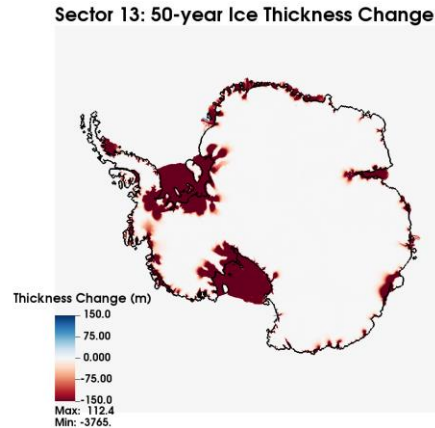 Sector 13: 50-year Ice Thickness Change
Thickness Change (m)
150.0
75.00
0.000
-75.00
-150.0
Max: 112.4
Min: -3765.